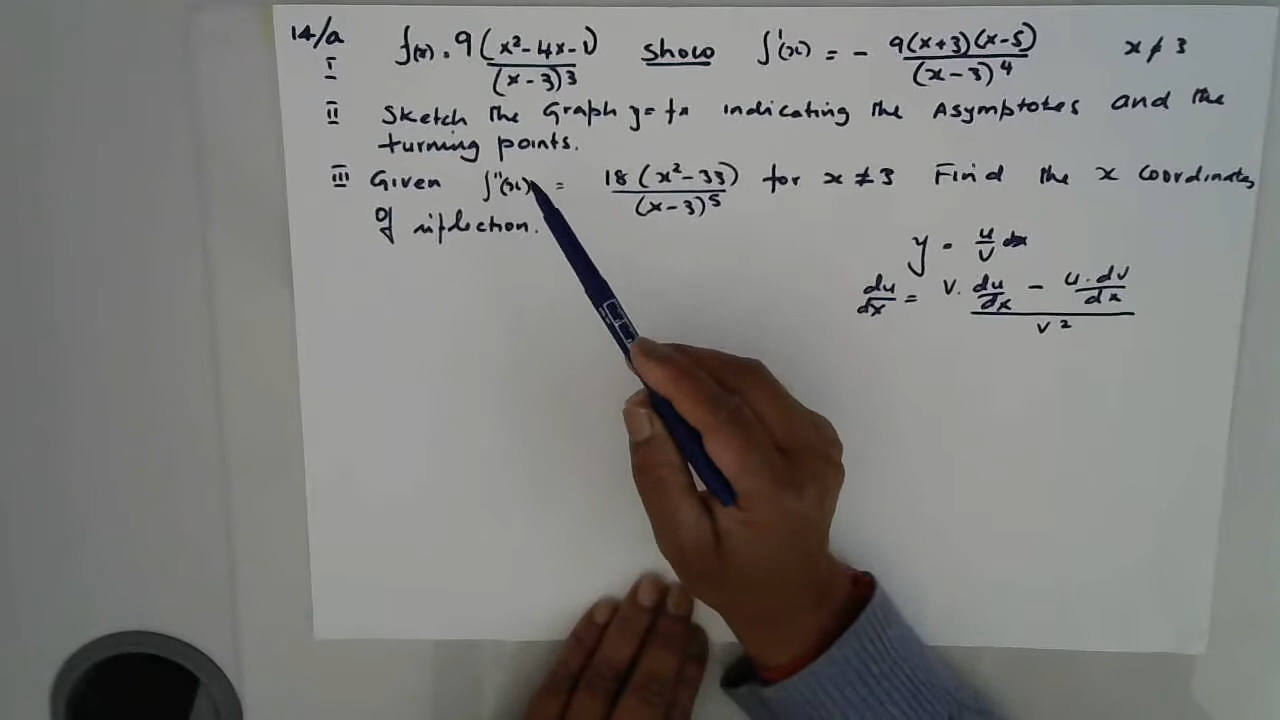 14/a f(x) = 9(x²-4x-1)/(x-3)³ show f'(x) = - 9(x+3)(x-5)/(x-3)⁴ x ≠ 3
I
II Sketch the Graph y = fx indicating the Asymptotes and the
turning points.
III Given f''(x) = 18(x²-33)/(x-3)⁵ for x ≠ 3 Find the x coordinates
of inflection.
y = u/v
du/dx = v. du/dx - u.dv/dx / v²